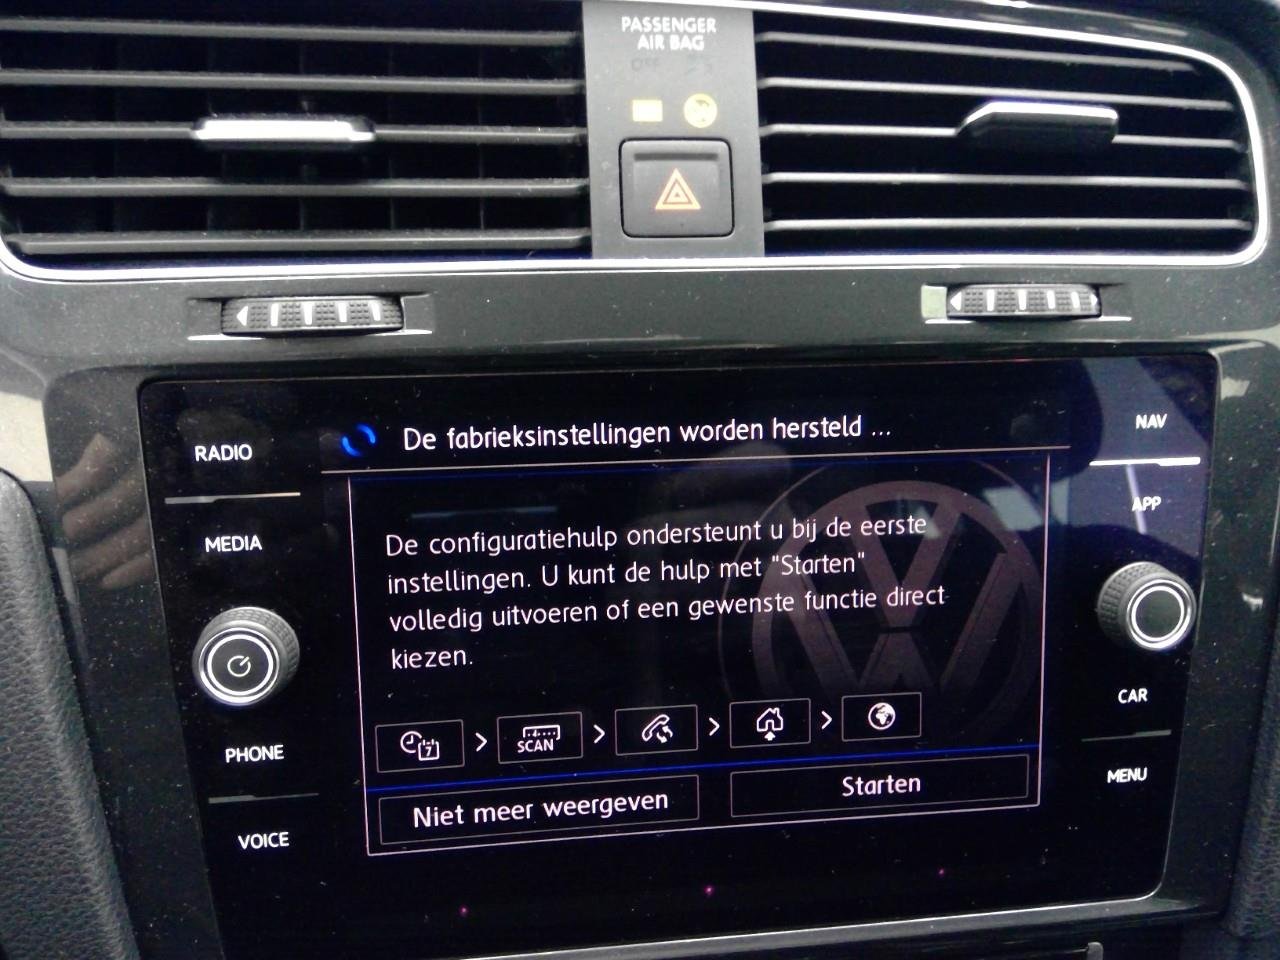 PASSENGER
AIR BAG
OFF
De fabrieksinstellingen worden hersteld ...
RADIO
MEDIA
PHONE
VOICE
De configuratiehulp ondersteunt u bij de eerste
instellingen. U kunt de hulp met "Starten"
volledig uitvoeren of een gewenste functie direct
kiezen.
7
SCAN
Niet meer weergeven
Starten
NAV
APP
CAR
MENU